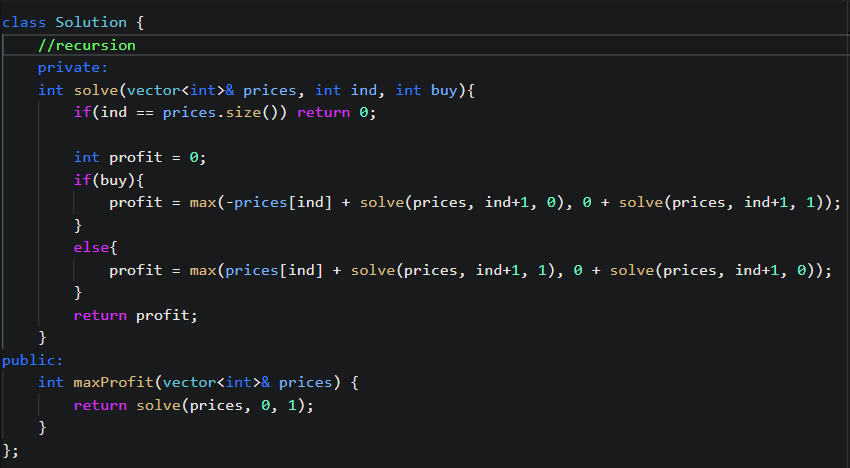 class Solution {
    //recursion
    private:
    int solve(vector<int>& prices, int ind, int buy){
        if(ind == prices.size()) return 0;

        int profit = 0;
        if(buy){
            profit = max(-prices[ind] + solve(prices, ind+1, 0), 0 + solve(prices, ind+1, 1));
        }
        else{
            profit = max(prices[ind] + solve(prices, ind+1, 1), 0 + solve(prices, ind+1, 0));
        }
        return profit;
    }
public:
    int maxProfit(vector<int>& prices) {
        return solve(prices, 0, 1);
    }
};